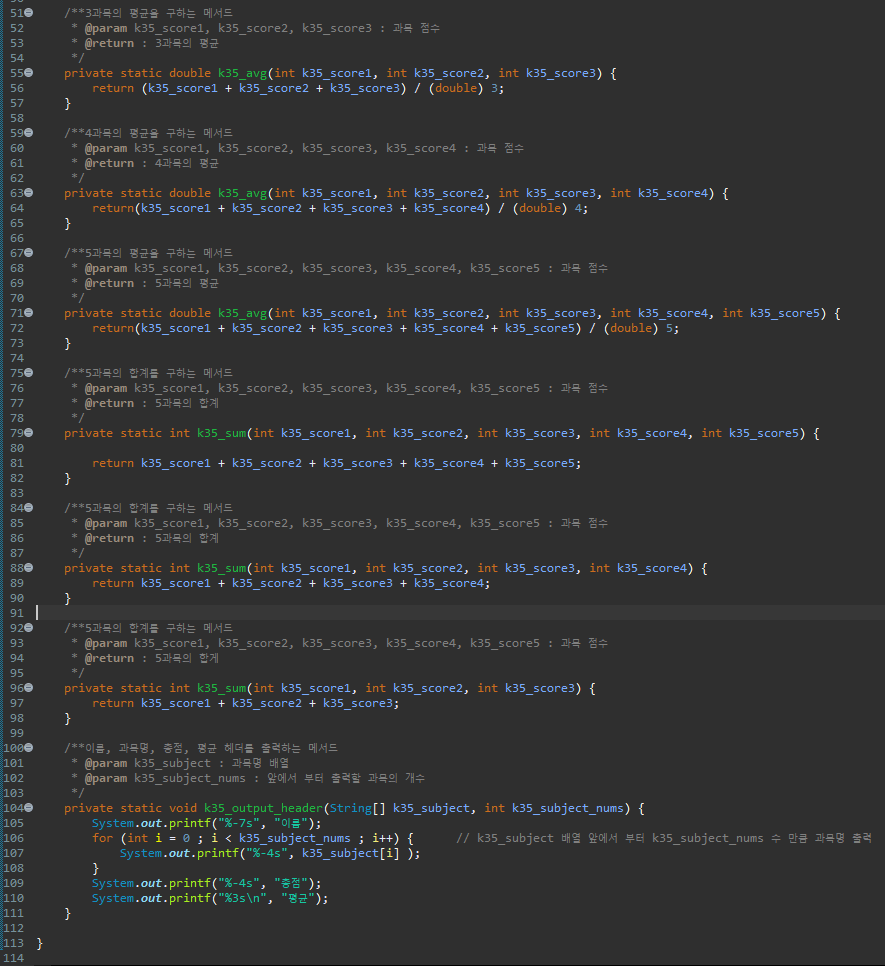 51 /**3과목의 평균을 구하는 메서드
52 * @param k35_score1, k35_score2, k35_score3 : 과목 점수
53 * @return : 3과목의 평균
54 */
55 private static double k35_avg(int k35_score1, int k35_score2, int k35_score3) {
56 return (k35_score1 + k35_score2 + k35_score3) / (double) 3;
57 }
58
59 /**4과목의 평균을 구하는 메서드
60 * @param k35_score1, k35_score2, k35_score3, k35_score4 : 과목 점수
61 * @return : 4과목의 평균
62 */
63 private static double k35_avg(int k35_score1, int k35_score2, int k35_score3, int k35_score4) {
64 return(k35_score1 + k35_score2 + k35_score3 + k35_score4) / (double) 4;
65 }
66
67 /**5과목의 평균을 구하는 메서드
68 * @param k35_score1, k35_score2, k35_score3, k35_score4, k35_score5 : 과목 점수
69 * @return : 5과목의 평균
70 */
71 private static double k35_avg(int k35_score1, int k35_score2, int k35_score3, int k35_score4, int k35_score5) {
72 return(k35_score1 + k35_score2 + k35_score3 + k35_score4 + k35_score5) / (double) 5;
73 }
74
75 /**5과목의 합계를 구하는 메서드
76 * @param k35_score1, k35_score2, k35_score3, k35_score4, k35_score5 : 과목 점수
77 * @return : 5과목의 합계
78 */
79 private static int k35_sum(int k35_score1, int k35_score2, int k35_score3, int k35_score4, int k35_score5) {
80
81 return k35_score1 + k35_score2 + k35_score3 + k35_score4 + k35_score5;
82 }
83
84 /**5과목의 합계를 구하는 메서드
85 * @param k35_score1, k35_score2, k35_score3, k35_score4, k35_score5 : 과목 점수
86 * @return : 5과목의 합계
87 */
88 private static int k35_sum(int k35_score1, int k35_score2, int k35_score3, int k35_score4) {
89 return k35_score1 + k35_score2 + k35_score3 + k35_score4;
90 }
91
92 /**5과목의 합계를 구하는 메서드
93 * @param k35_score1, k35_score2, k35_score3, k35_score4, k35_score5 : 과목 점수
94 * @return : 5과목의 합게
95 */
96 private static int k35_sum(int k35_score1, int k35_score2, int k35_score3) {
97 return k35_score1 + k35_score2 + k35_score3;
98 }
99
100 /**이름, 과목명, 총점, 평균 헤더를 출력하는 메서드
101 * @param k35_subject : 과목명 배열
102 * @param k35_subject_nums : 앞에서 부터 출력할 과목의 개수
103 */
104 private static void k35_output_header(String[] k35_subject, int k35_subject_nums) {
105 System.out.printf("%-7s", "이름");
106 for (int i = 0 ; i < k35_subject_nums ; i++) { // k35_subject 배열 앞에서 부터 k35_subject_nums 수 만큼 과목명 출력
107 System.out.printf("%-4s", k35_subject[i] );
108 }
109 System.out.printf("%-4s", "총점");
110 System.out.printf("%3s\n", "평균");
111 }
112
113 }
114